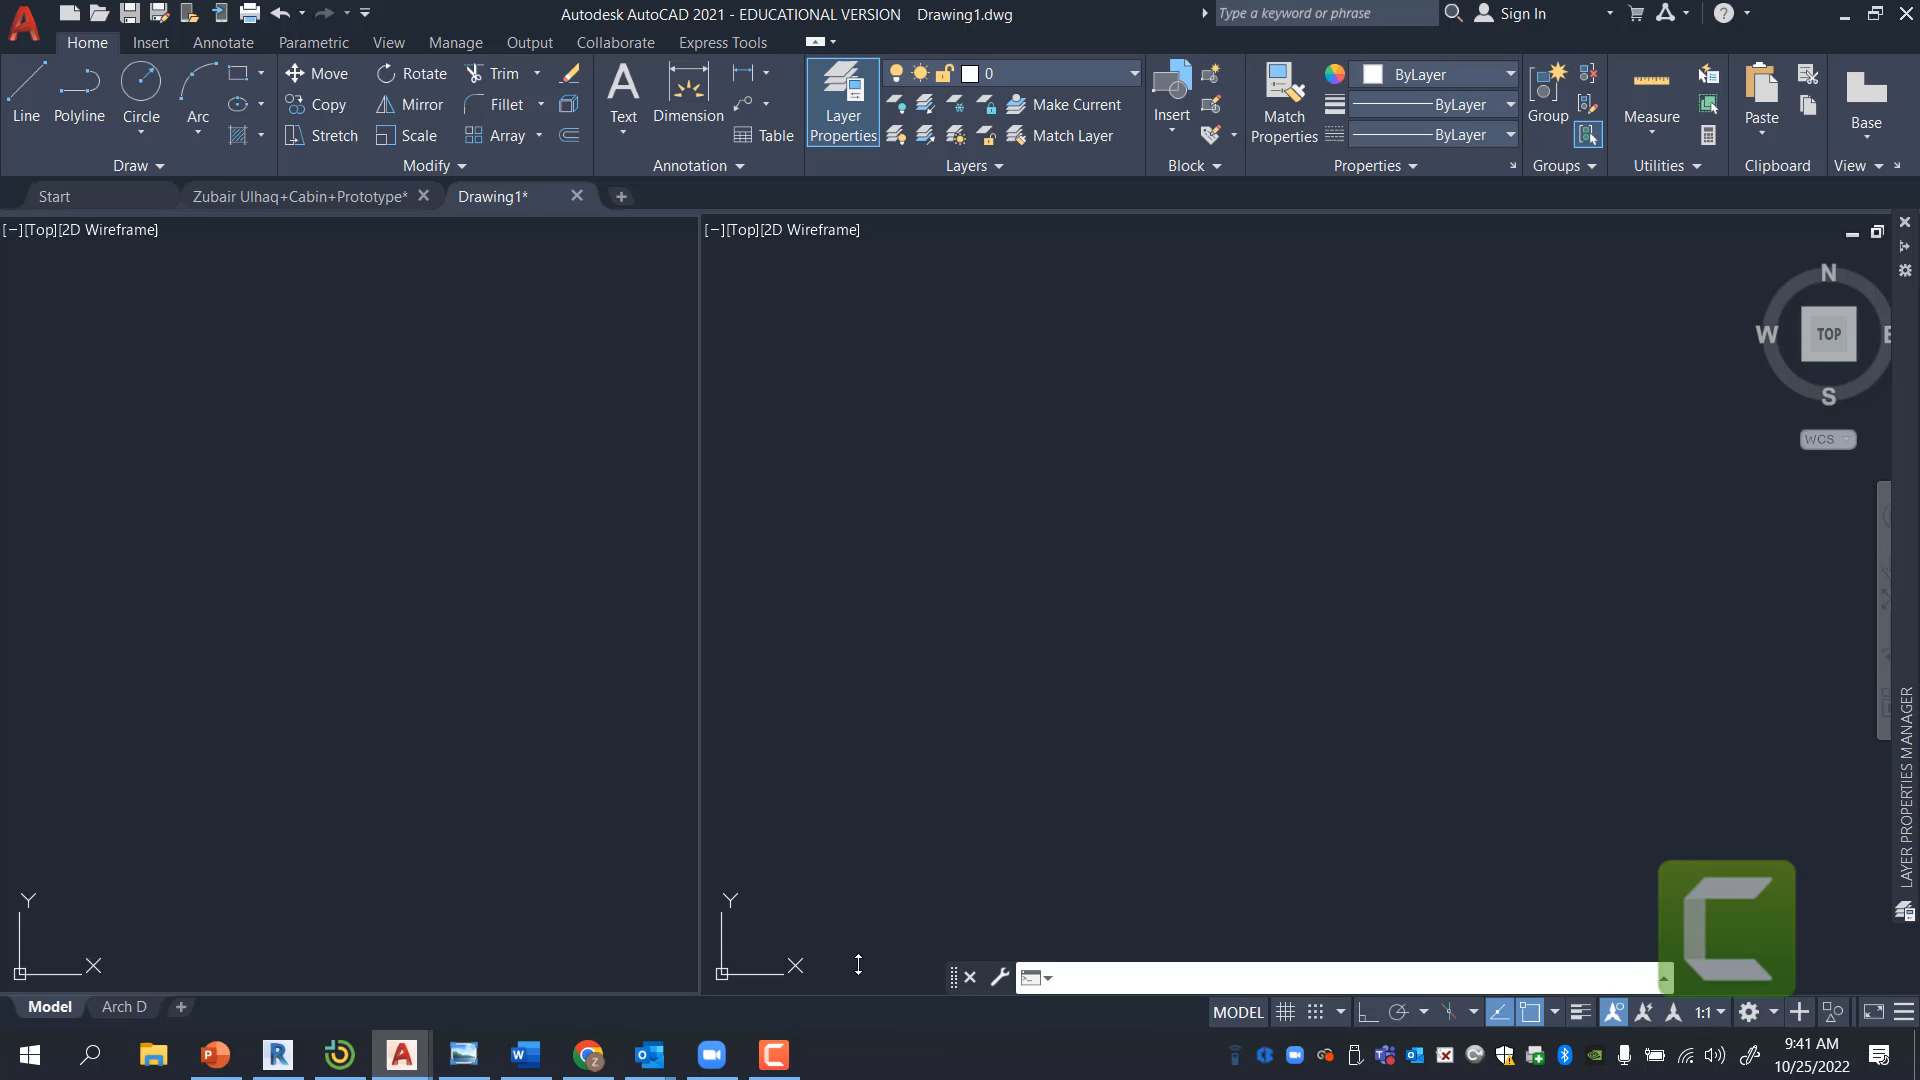 Autodesk AutoCAD 2021 - EDUCATIONAL VERSION Drawing1.dwg
Type a keyword or phrase
Sign In
Home Insert Annotate Parametric View Manage Output Collaborate Express Tools
Line Polyline Circle Arc
Move Rotate Trim
Copy Mirror Fillet
Stretch Scale Array
Text Dimension Table
Layer Properties
0
Make Current
Match Layer
Insert
Match Properties
ByLayer
ByLayer
ByLayer
Group
Measure
Paste
Base
Draw Modify Annotation Layers Block Properties Groups Utilities Clipboard View
Start Zubair Ulhaq+Cabin+Prototype* Drawing1*
[−][Top][2D Wireframe] [−][Top][2D Wireframe]
N
W TOP E
S
WCS
LAYER PROPERTIES MANAGER
Y Y
X X
Model Arch D
MODEL 1:1
9:41 AM
10/25/2022